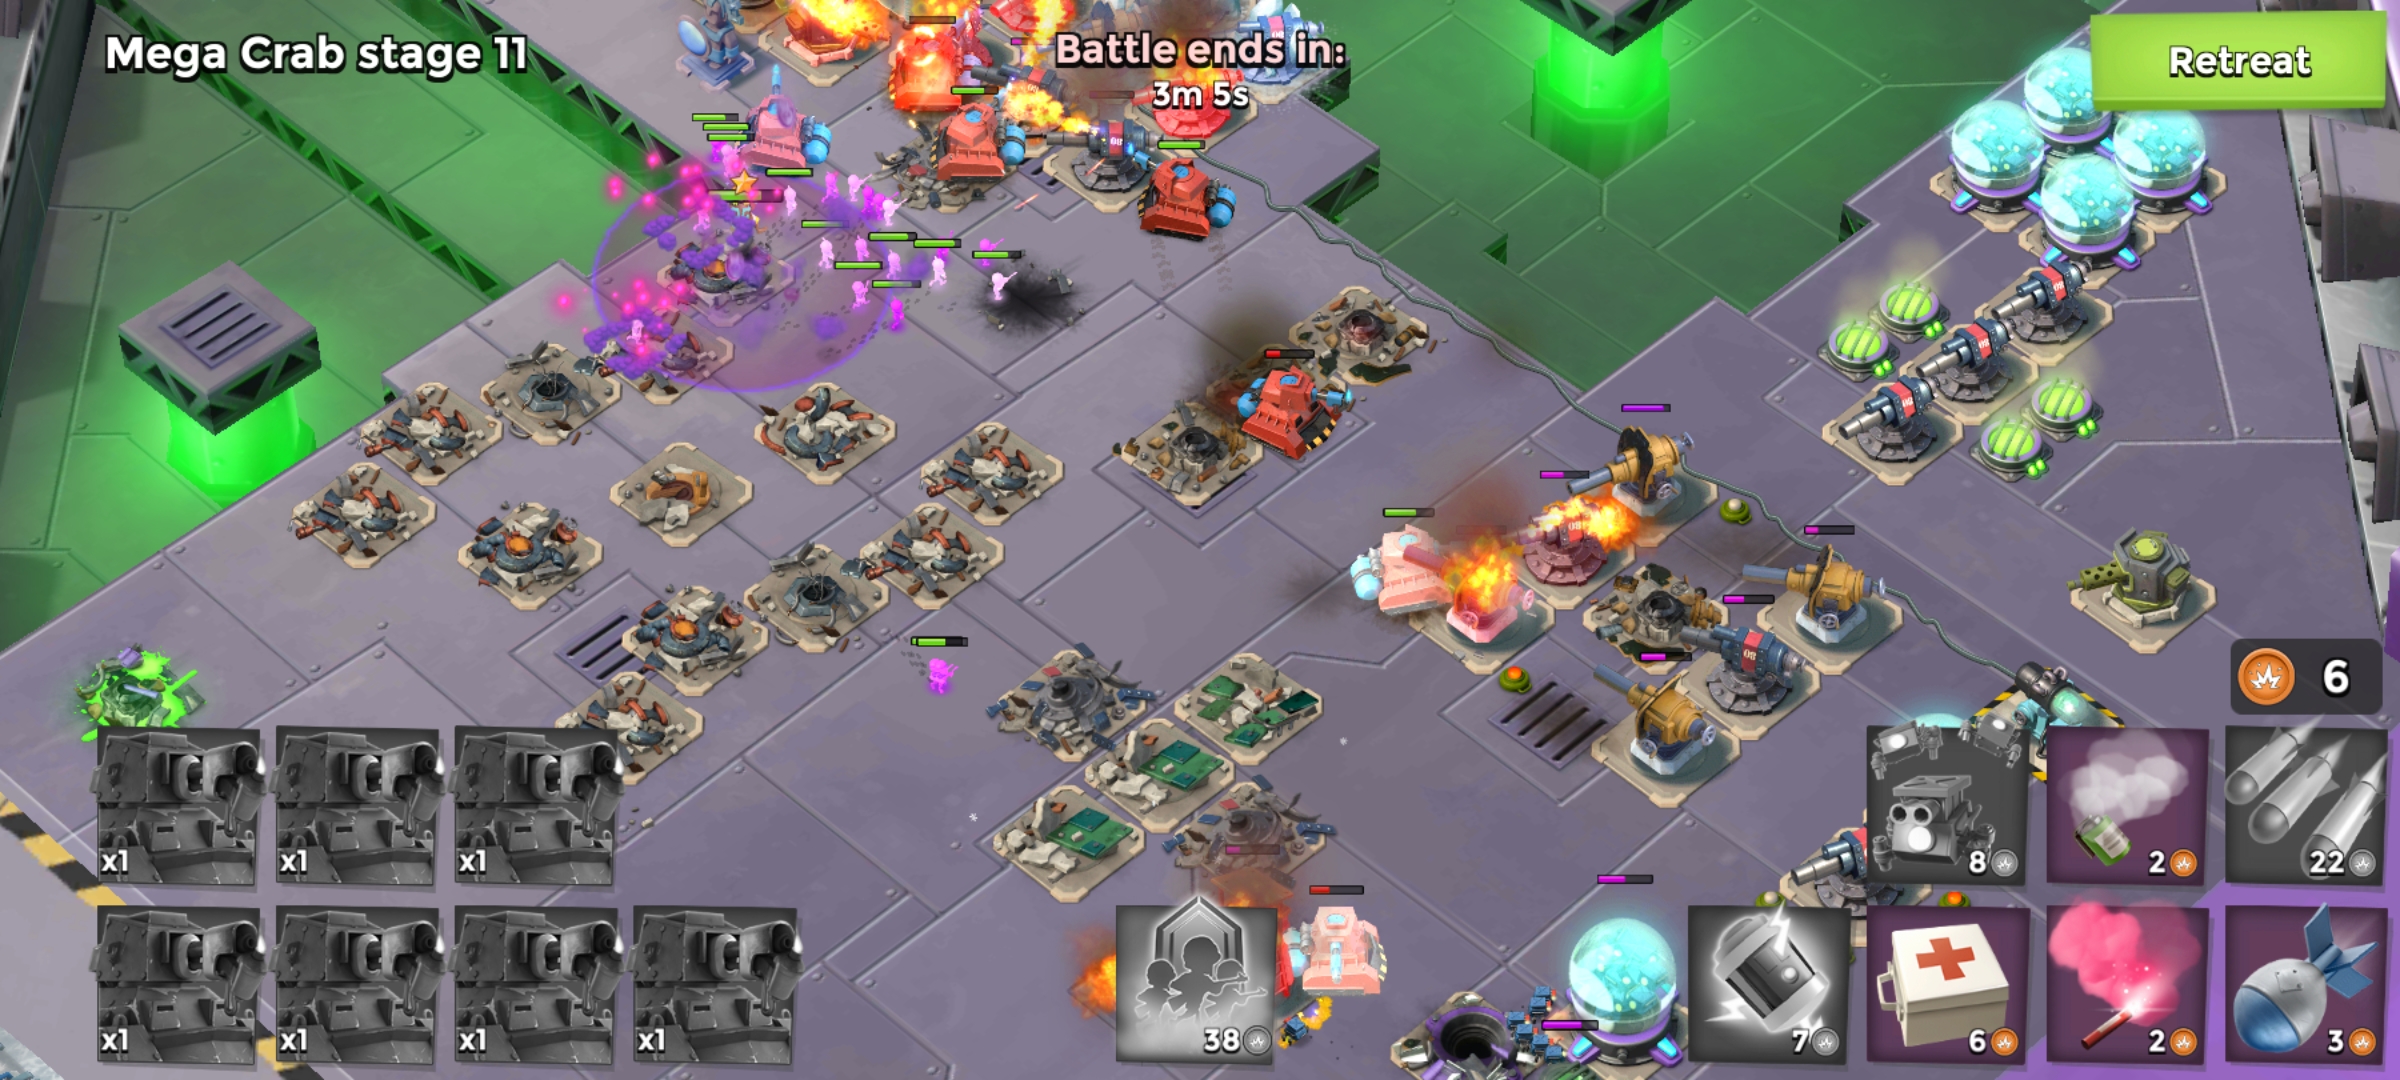 Mega Crab stage 11
Battle ends in:
3m 5s
Retreat
6
x1
x1
x1
8
2
22
x1
x1
x1
x1
38
7
6
2
3